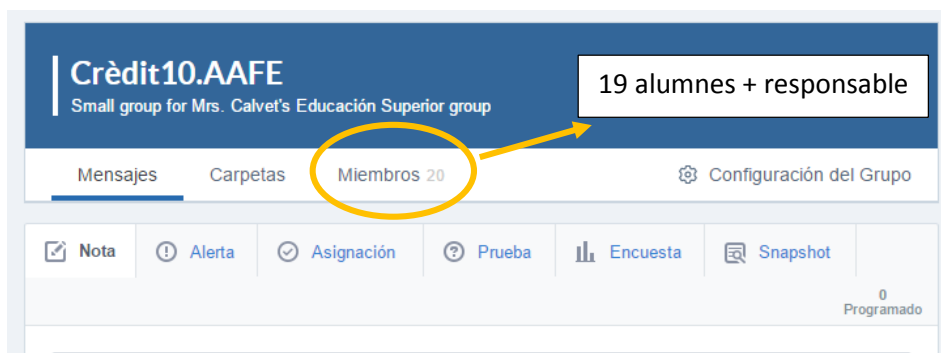 Crèdit10.AAFE
Small group for Mrs. Calvet's Educación Superior group
19 alumnes + responsable
Mensajes Carpetas Miembros 20 Configuración del Grupo
Nota Alerta Asignación Prueba Encuesta Snapshot
0
Programado